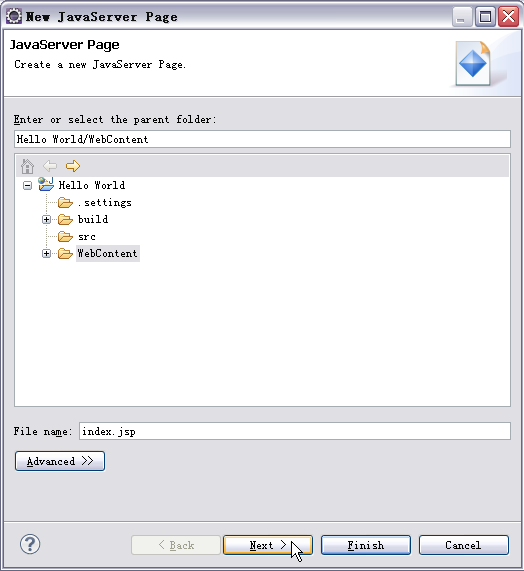 New JavaServer Page
JavaServer Page
Create a new JavaServer Page.
Enter or select the parent folder:
Hello World/WebContent
Hello World
.settings
build
src
WebContent
File name: index.jsp
Advanced >>
? < Back Next > Finish Cancel